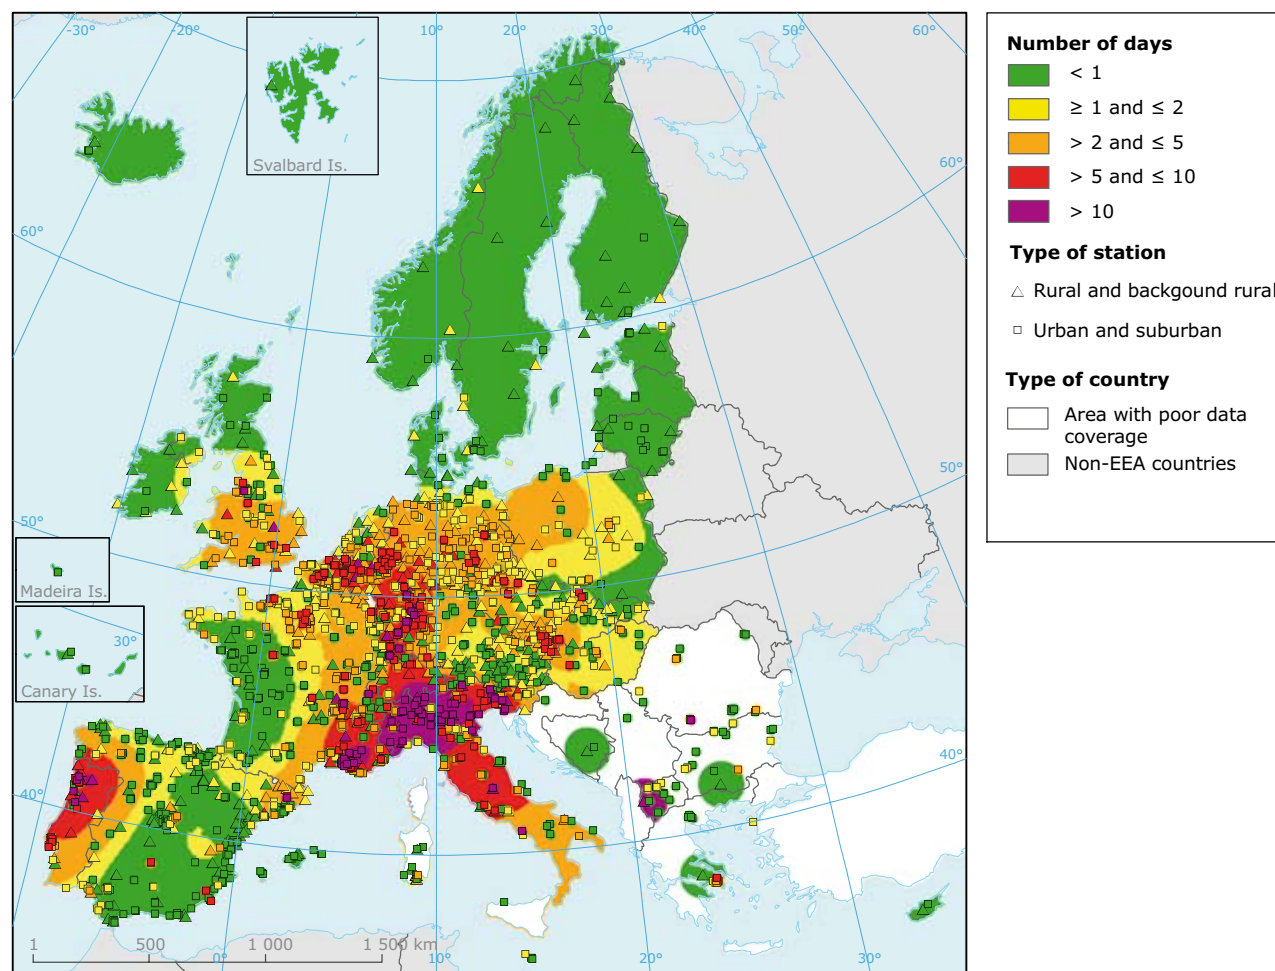 -30°
-20°
10°
20°
30°
40°
50°
60°
Svalbard Is.
60°
60°
50°
50°
Madeira Is.
30°
Canary Is.
40°
40°
1
500
1 000
1 500 km
0°
10°
20°
30°
Number of days
< 1
≥ 1 and ≤ 2
> 2 and ≤ 5
> 5 and ≤ 10
> 10
Type of station
Rural and backgound rural
Urban and suburban
Type of country
Area with poor data
coverage
Non-EEA countries